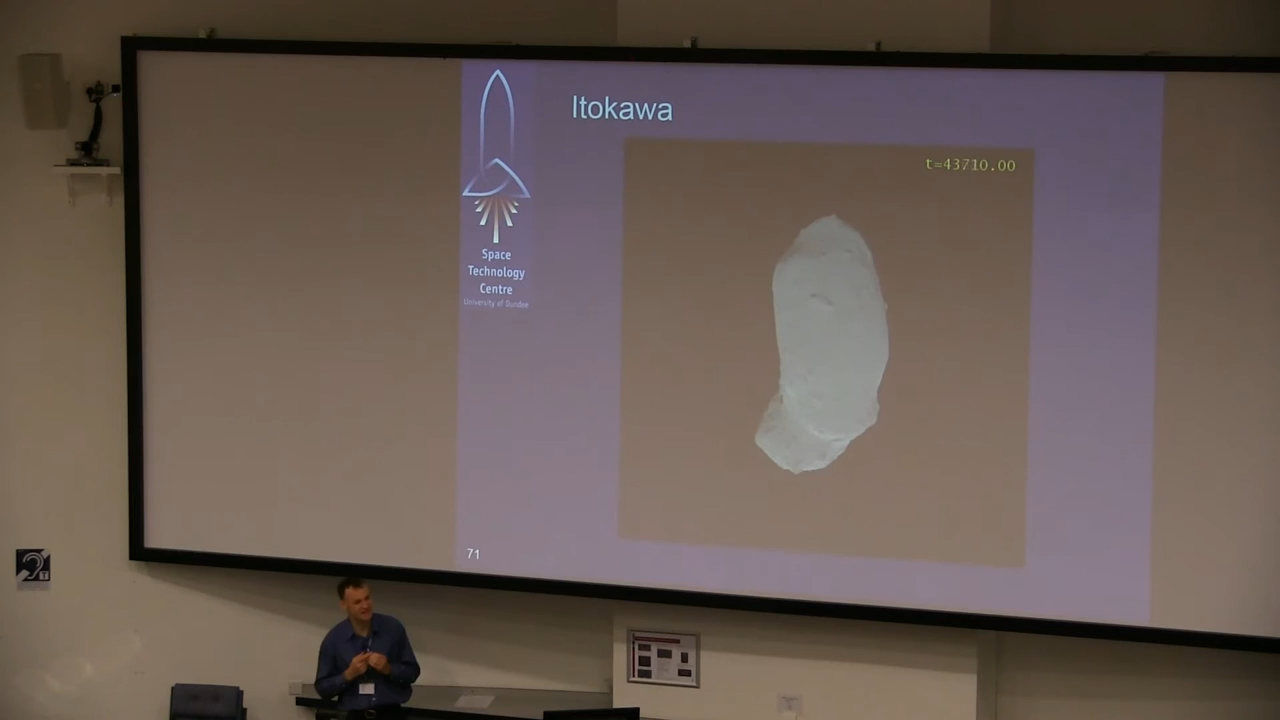 Itokawa
t=43710.00
Space
Technology
Centre
University of Dundee
71
T